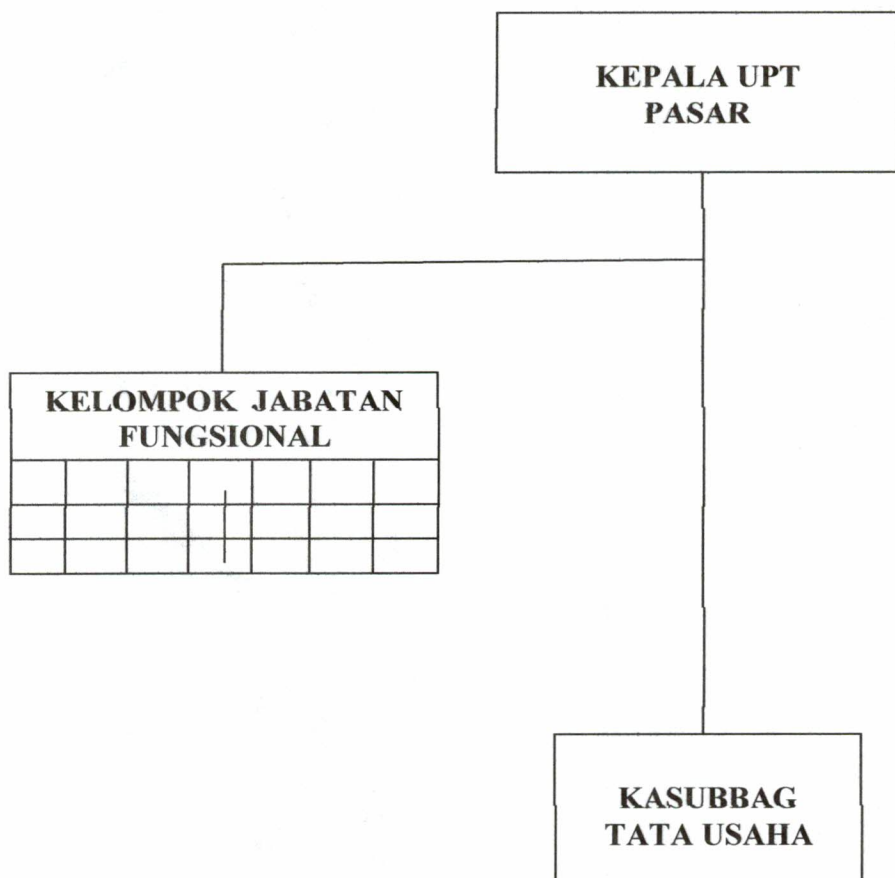 KEPALA UPT
PASAR
KELOMPOK JABATAN
FUNGSIONAL
KASUBBAG
TATA USAHA